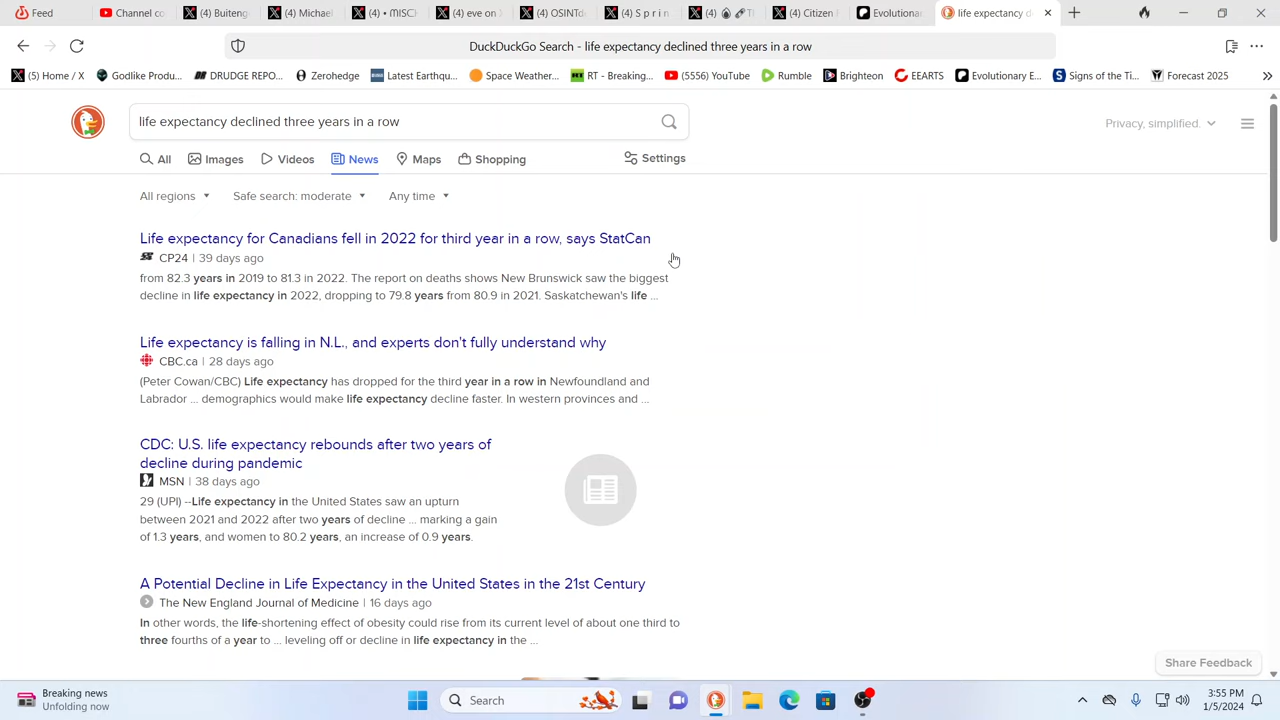 Feed
Channel co
(4) Buiteng
(4) Michael
(4) • (MISC)
(4) eve on
(4) OSINTde
(4) S p r i n
(4)
Citizen F
Evolutionar
life expectancy de
DuckDuckGo Search - life expectancy declined three years in a row
(5) Home / X
Godlike Produ...
DRUDGE REPO...
Zerohedge
Latest Earthqu...
Space Weather...
RT - Breaking...
(5556) YouTube
Rumble
Brighteon
EEARTS
Evolutionary E...
Signs of the Ti...
Forecast 2025
life expectancy declined three years in a row
Privacy, simplified.
All
Images
Videos
News
Maps
Shopping
Settings
All regions
Safe search: moderate
Any time
Life expectancy for Canadians fell in 2022 for third year in a row, says StatCan
CP24 | 39 days ago
from 82.3 years in 2019 to 81.3 in 2022. The report on deaths shows New Brunswick saw the biggest
decline in life expectancy in 2022, dropping to 79.8 years from 80.9 in 2021. Saskatchewan's life ...
Life expectancy is falling in N.L., and experts don't fully understand why
CBC.ca | 28 days ago
(Peter Cowan/CBC) Life expectancy has dropped for the third year in a row in Newfoundland and
Labrador ... demographics would make life expectancy decline faster. In western provinces and ...
CDC: U.S. life expectancy rebounds after two years of
decline during pandemic
MSN | 38 days ago
29 (UPI) --Life expectancy in the United States saw an upturn
between 2021 and 2022 after two years of decline ... marking a gain
of 1.3 years, and women to 80.2 years, an increase of 0.9 years.
A Potential Decline in Life Expectancy in the United States in the 21st Century
The New England Journal of Medicine | 16 days ago
In other words, the life-shortening effect of obesity could rise from its current level of about one third to
three fourths of a year to ... leveling off or decline in life expectancy in the ...
Share Feedback
Breaking news
Unfolding now
Search
3:55 PM
1/5/2024